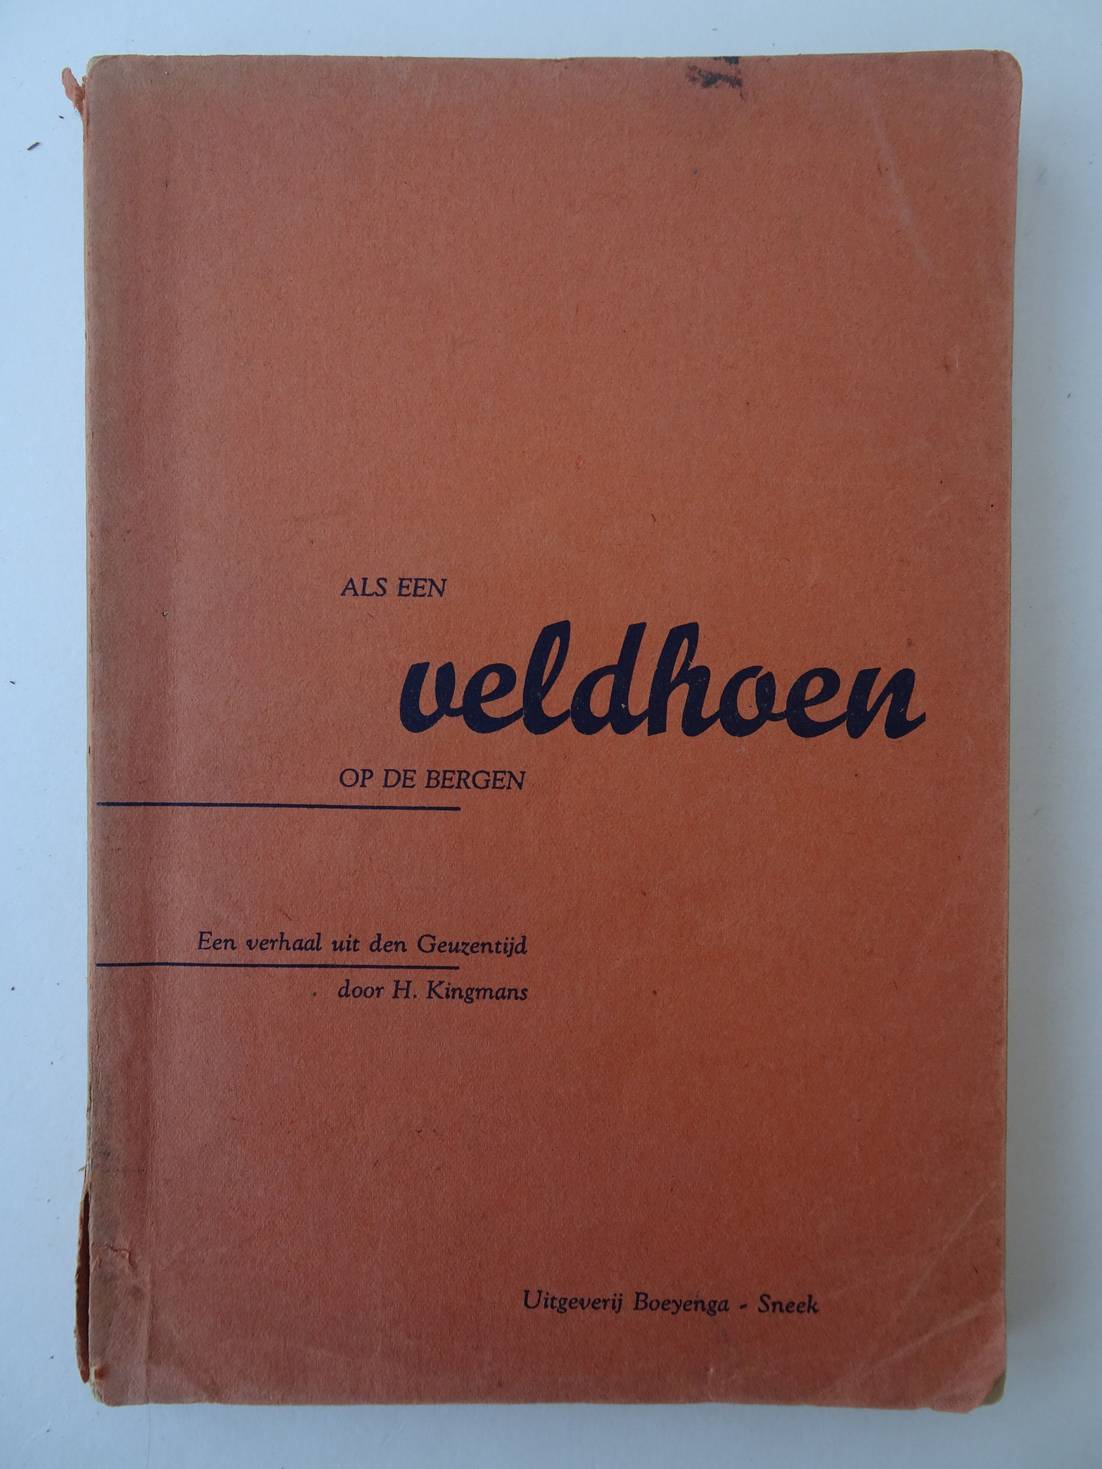 ALS EEN
veldhoen
OP DE BERGEN
Een verhaal uit den Geuzentijd
door H. Kingmans
Uitgeverij Boeyenga - Sneek